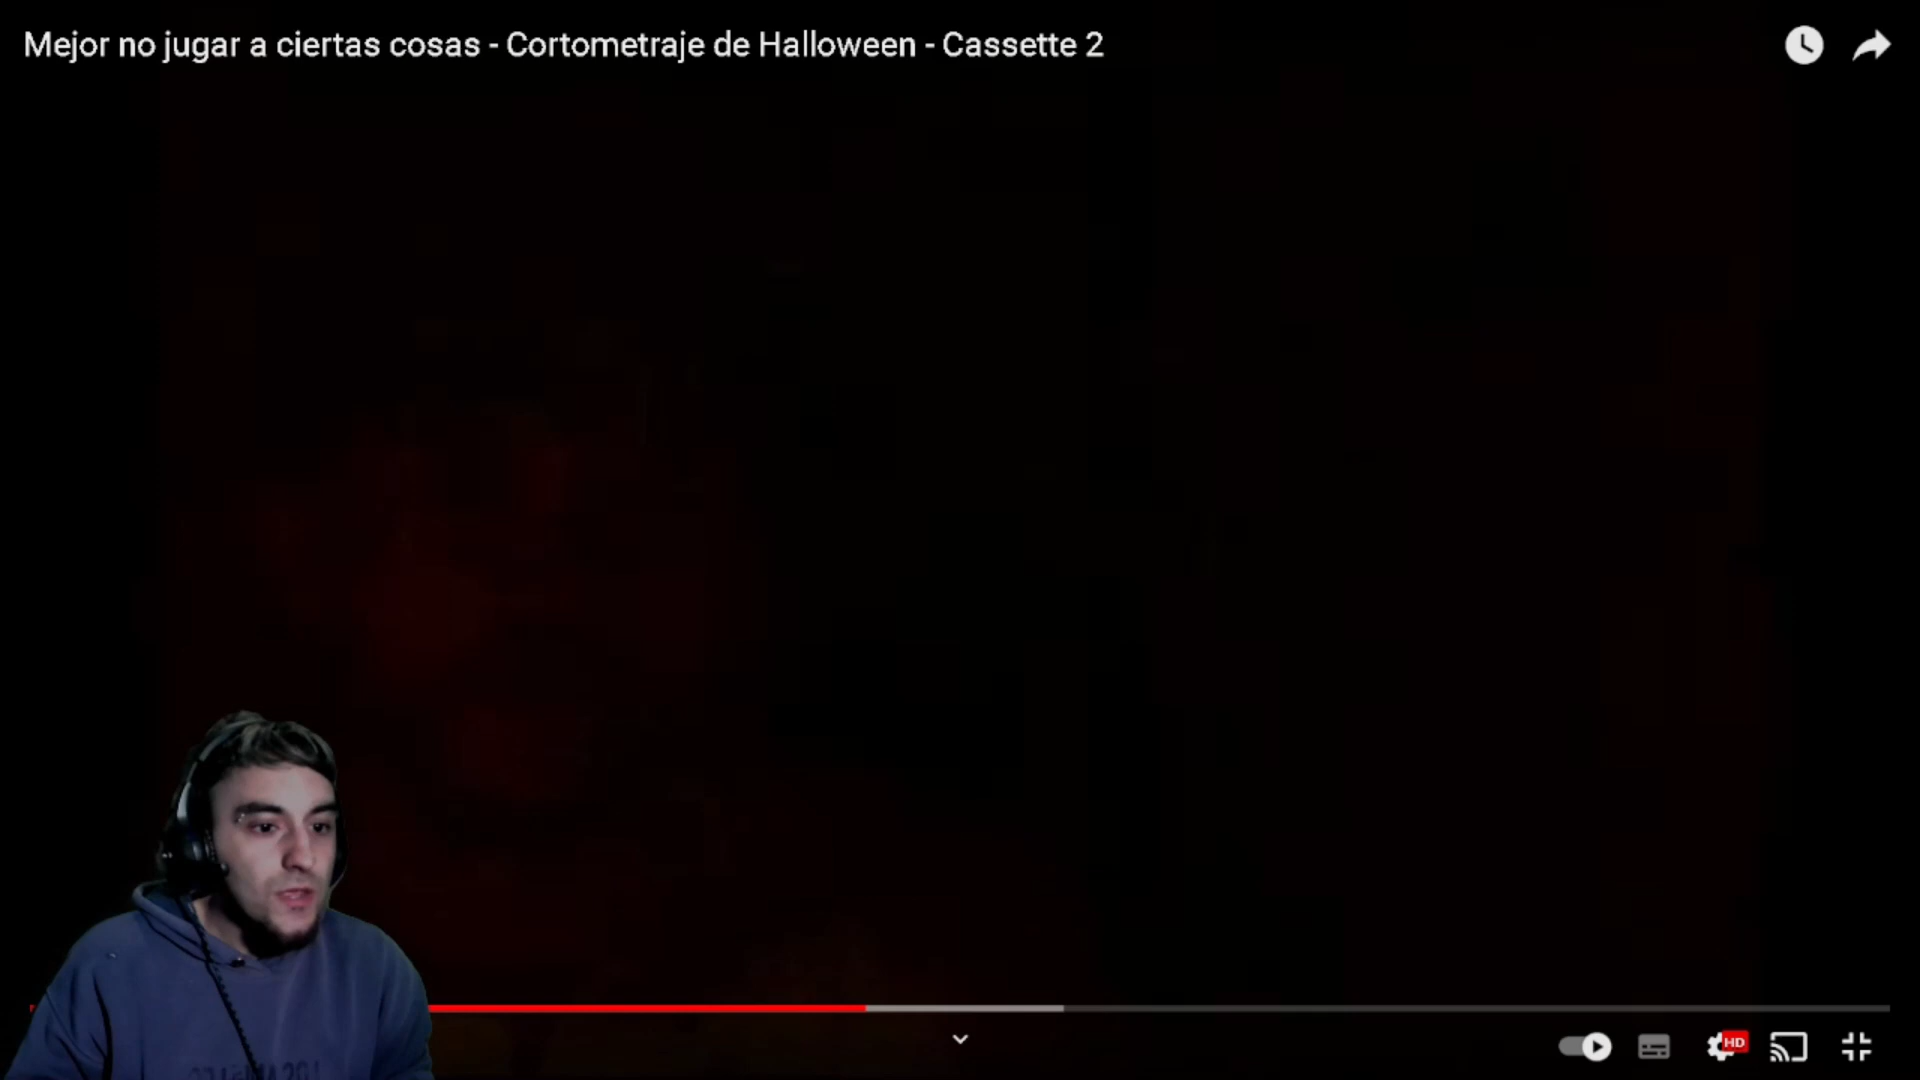 Mejor no jugar a ciertas cosas - Cortometraje de Halloween - Cassette 2
HD